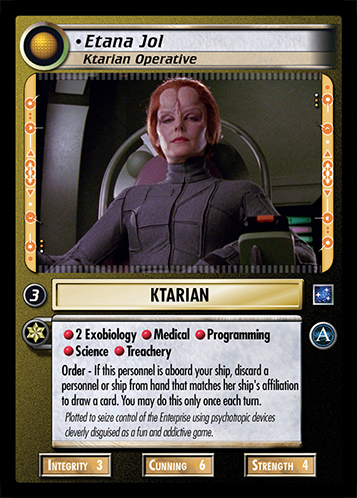 • Etana Jol
Ktarian Operative
3
KTARIAN
• 2 Exobiology • Medical • Programming
• Science • Treachery
A
Order - If this personnel is aboard your ship, discard a
personnel or ship from hand that matches her ship's affiliation
to draw a card. You may do this only once each turn.
Plotted to seize control of the Enterprise using psychotropic devices
cleverly disguised as a fun and addictive game.
INTEGRITY 3 CUNNING 6 STRENGTH 4